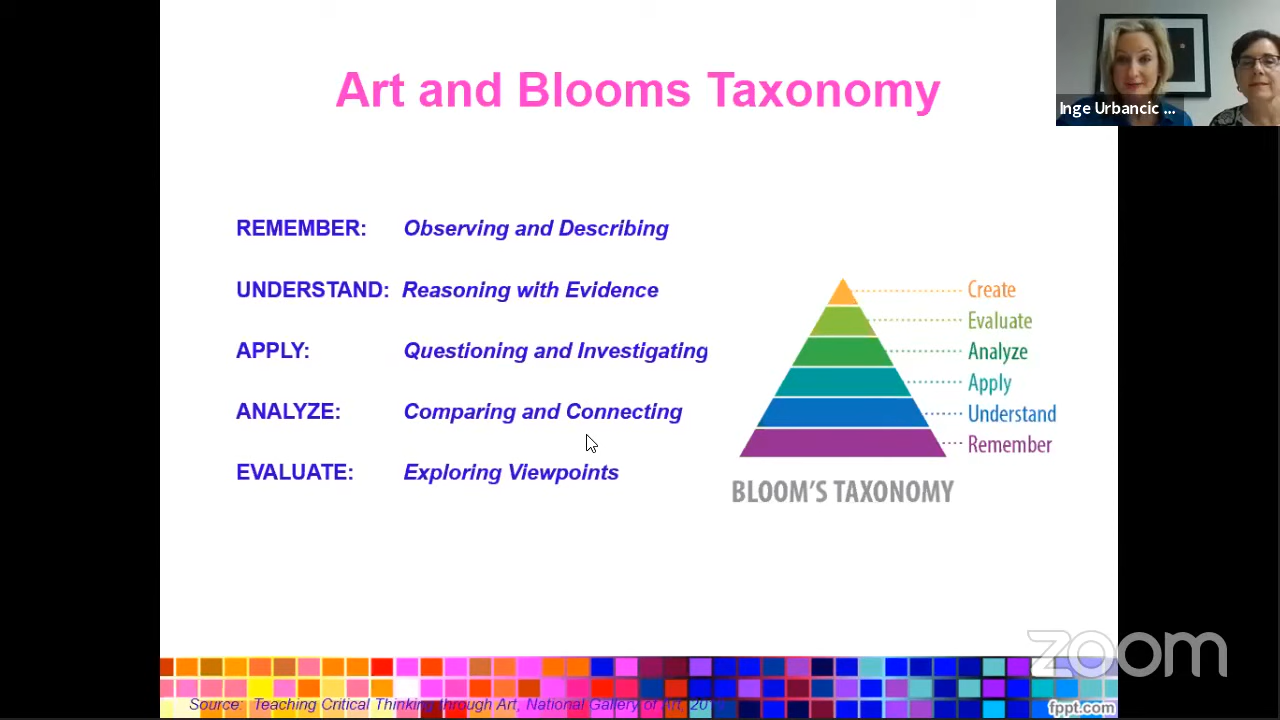 Art and Blooms Taxonomy
Inge Urbancic ...
REMEMBER: Observing and Describing
UNDERSTAND: Reasoning with Evidence
APPLY: Questioning and Investigating
ANALYZE: Comparing and Connecting
EVALUATE: Exploring Viewpoints
Create
Evaluate
Analyze
Apply
Understand
Remember
BLOOM'S TAXONOMY
zoom
Source: Teaching Critical Thinking through Art, National Gallery of Art,
fppt.com